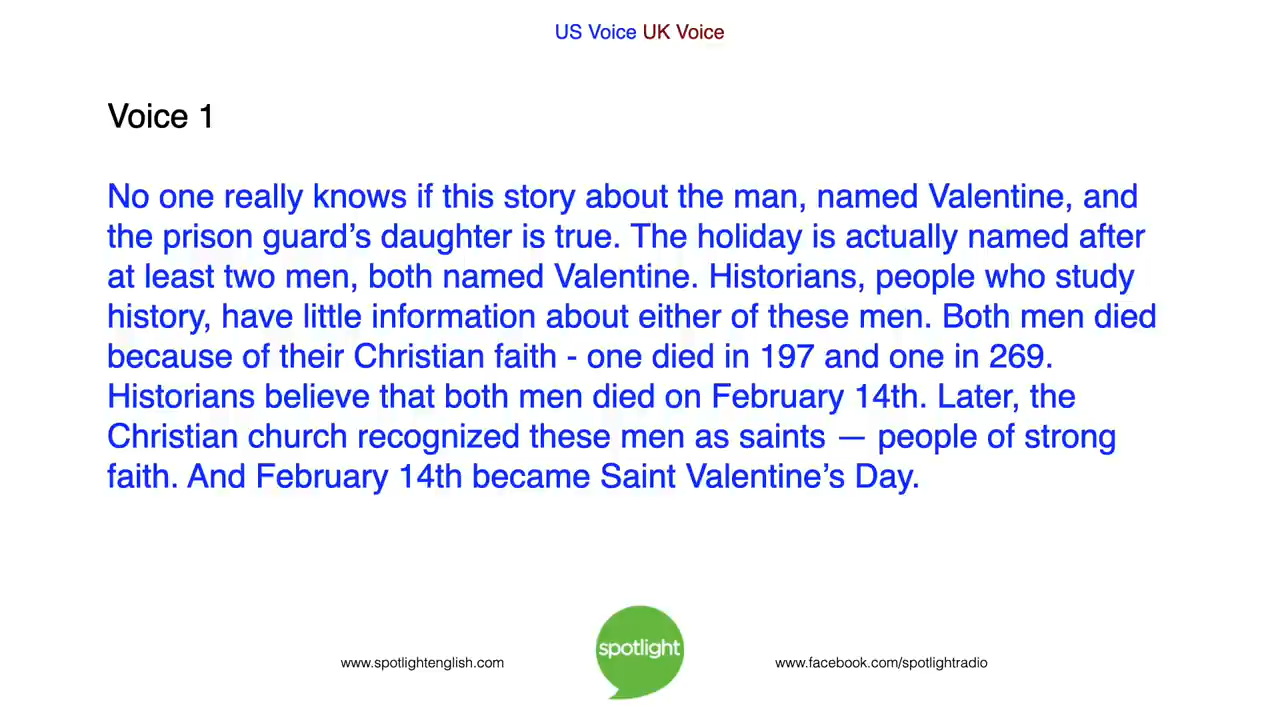 US Voice UK Voice
Voice 1
No one really knows if this story about the man, named Valentine, and
the prison guard’s daughter is true. The holiday is actually named after
at least two men, both named Valentine. Historians, people who study
history, have little information about either of these men. Both men died
because of their Christian faith - one died in 197 and one in 269.
Historians believe that both men died on February 14th. Later, the
Christian church recognized these men as saints — people of strong
faith. And February 14th became Saint Valentine’s Day.
spotlight
www.spotlightenglish.com
www.facebook.com/spotlightradio